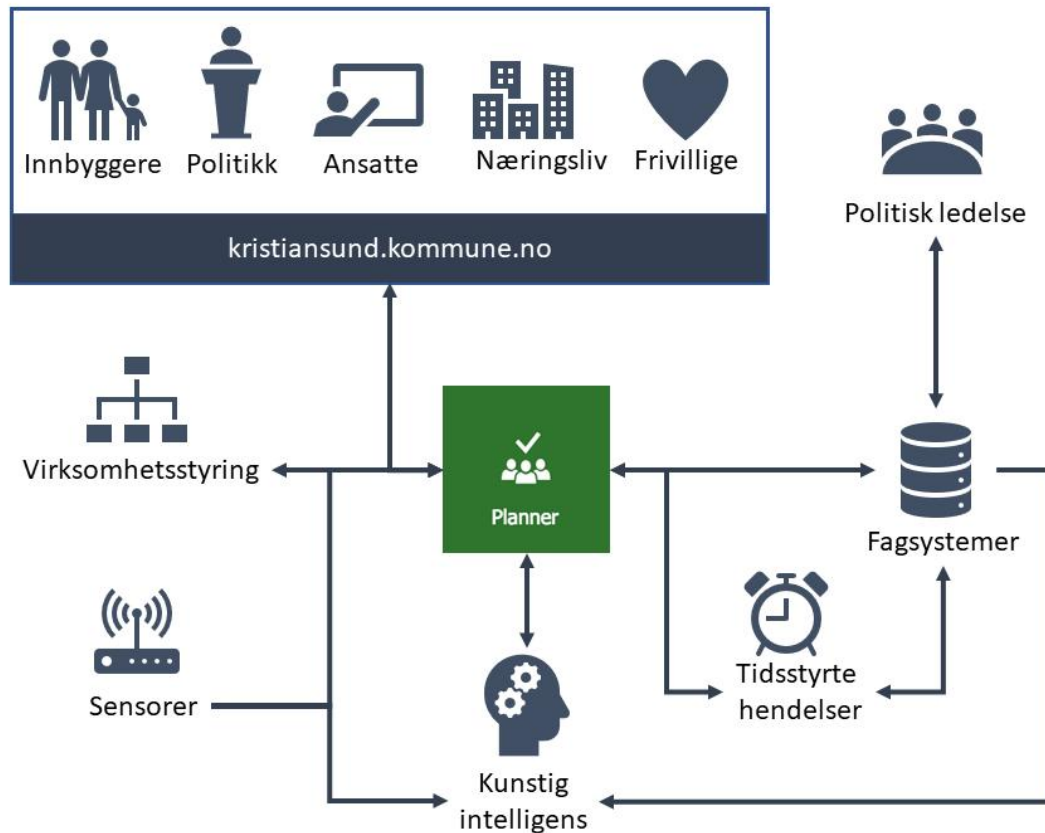 Innbyggere
Politikk
Ansatte
Næringsliv
Frivillige
kristiansund.kommune.no
Politisk ledelse
Virksomhetsstyring
Planner
Fagsystemer
Sensorer
Tidsstyrte
hendelser
Kunstig
intelligens